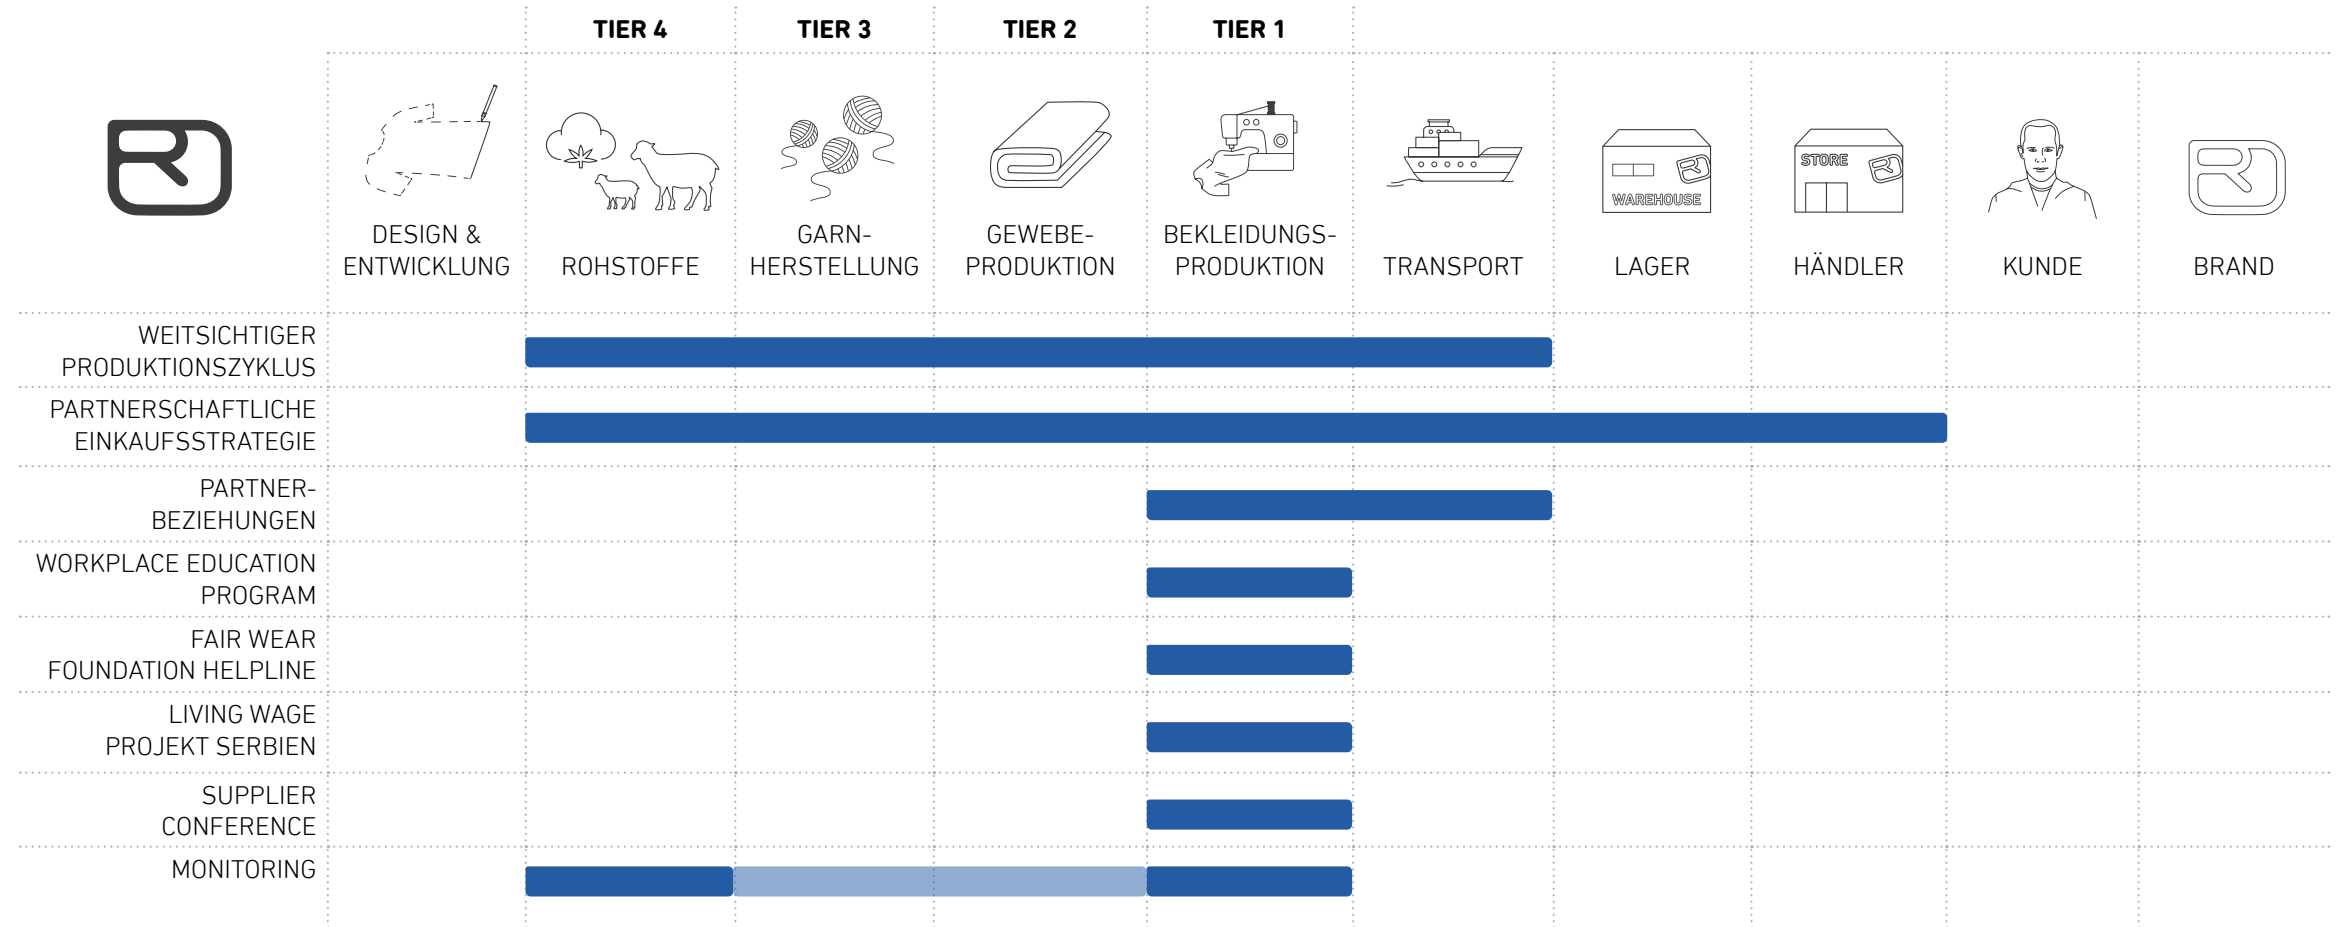 TIER 4
TIER 3
TIER 2
TIER 1
STORE
WAREHOUSE
DESIGN &
ENTWICKLUNG
ROHSTOFFE
GARN-
HERSTELLUNG
GEWEBE-
PRODUKTION
BEKLEIDUNGS-
PRODUKTION
TRANSPORT
LAGER
HÄNDLER
KUNDE
BRAND
WEITSICHTIGER
PRODUKTIONSZYKLUS
PARTNERSCHAFTLICHE
EINKAUFSSTRATEGIE
PARTNER-
BEZIEHUNGEN
WORKPLACE EDUCATION
PROGRAM
FAIR WEAR
FOUNDATION HELPLINE
LIVING WAGE
PROJEKT SERBIEN
SUPPLIER
CONFERENCE
MONITORING